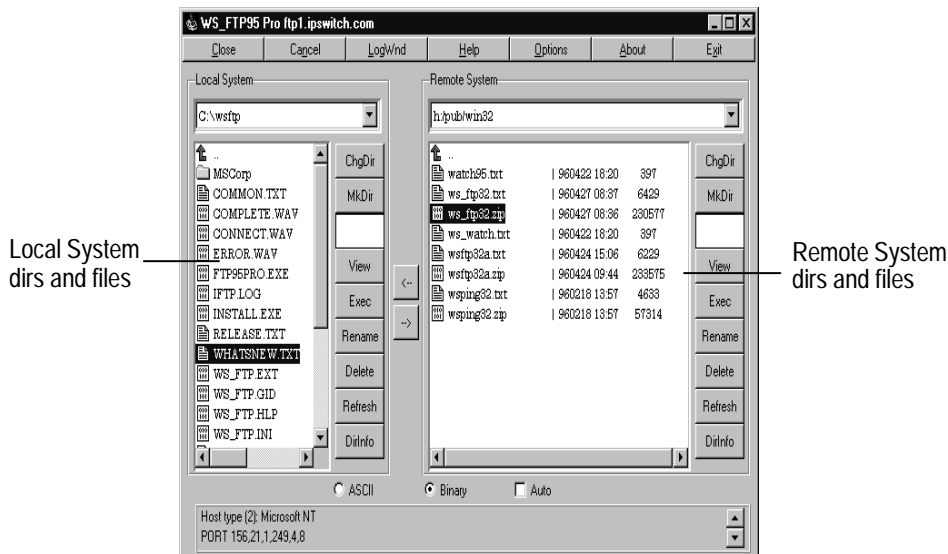 WS_FTP95 Pro ftp1.ipswitch.com
Close Cancel LogWnd Help Options About Exit
Local System
C:\wsftp
..
MSCorp
COMMON.TXT
COMPLETE.WAV
CONNECT.WAV
ERROR.WAV
FTP95PRO.EXE
IFTP.LOG
INSTALL.EXE
RELEASE.TXT
WHATSNEW.TXT
WS_FTP.EXT
WS_FTP.GID
WS_FTP.HLP
WS_FTP.INI
ChgDir
MkDir
View
Exec
Rename
Delete
Refresh
DirInfo
<--
-->
Remote System
h:/pub/win32
..
watch95.txt | 960422 18:20 397
ws_ftp32.txt | 960427 08:37 6429
ws_ftp32.zip | 960427 08:36 230577
ws_watch.txt | 960422 18:20 397
wsftp32a.txt | 960424 15:06 6229
wsftp32a.zip | 960424 09:44 233575
wsping32.txt | 960218 13:57 4633
wsping32.zip | 960218 13:57 57314
ChgDir
MkDir
View
Exec
Rename
Delete
Refresh
DirInfo
ASCII Binary Auto
Host type (2): Microsoft NT
PORT 156,21,1,249,4,8
Local System
dirs and files
Remote System
dirs and files